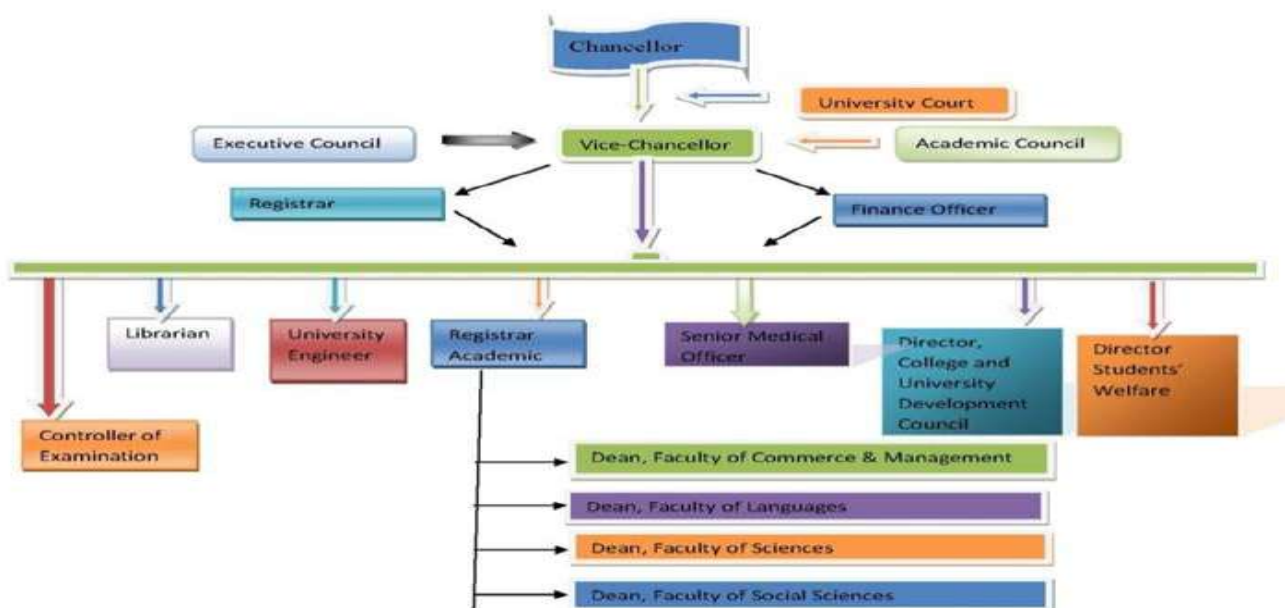 Chancellor
University Court
Executive Council
Vice-Chancellor
Academic Council
Registrar
Finance Officer
Librarian
University
Engineer
Registrar
Academic
Senior Medical
Officer
Director,
College and
University
Development
Council
Director
Students'
Welfare
Controller of
Examination
Dean, Faculty of Commerce & Management
Dean, Faculty of Languages
Dean, Faculty of Sciences
Dean, Faculty of Social Sciences